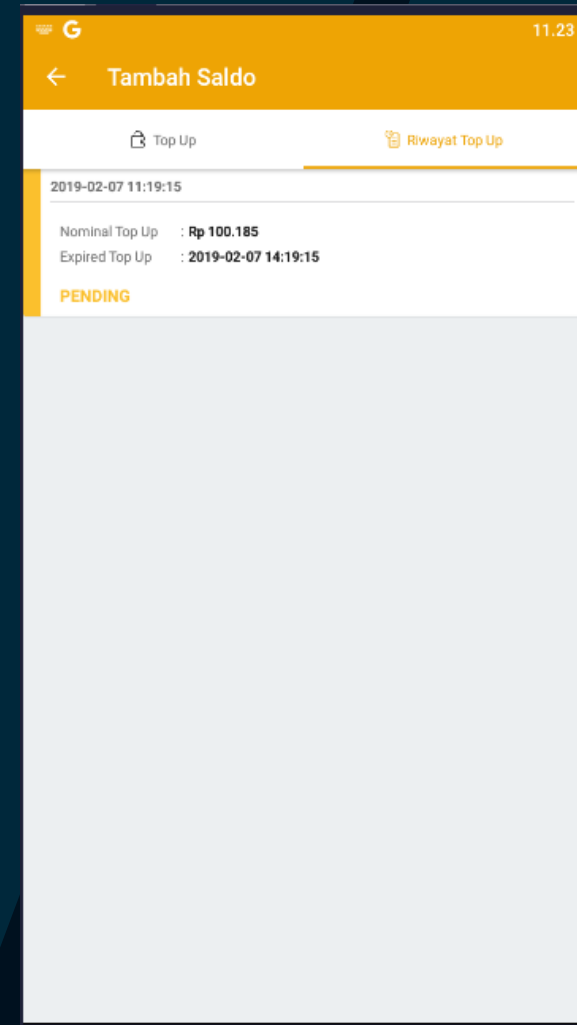 G 11.23
Tambah Saldo
Top Up Riwayat Top Up
2019-02-07 11:19:15
Nominal Top Up : Rp 100.185
Expired Top Up : 2019-02-07 14:19:15
PENDING